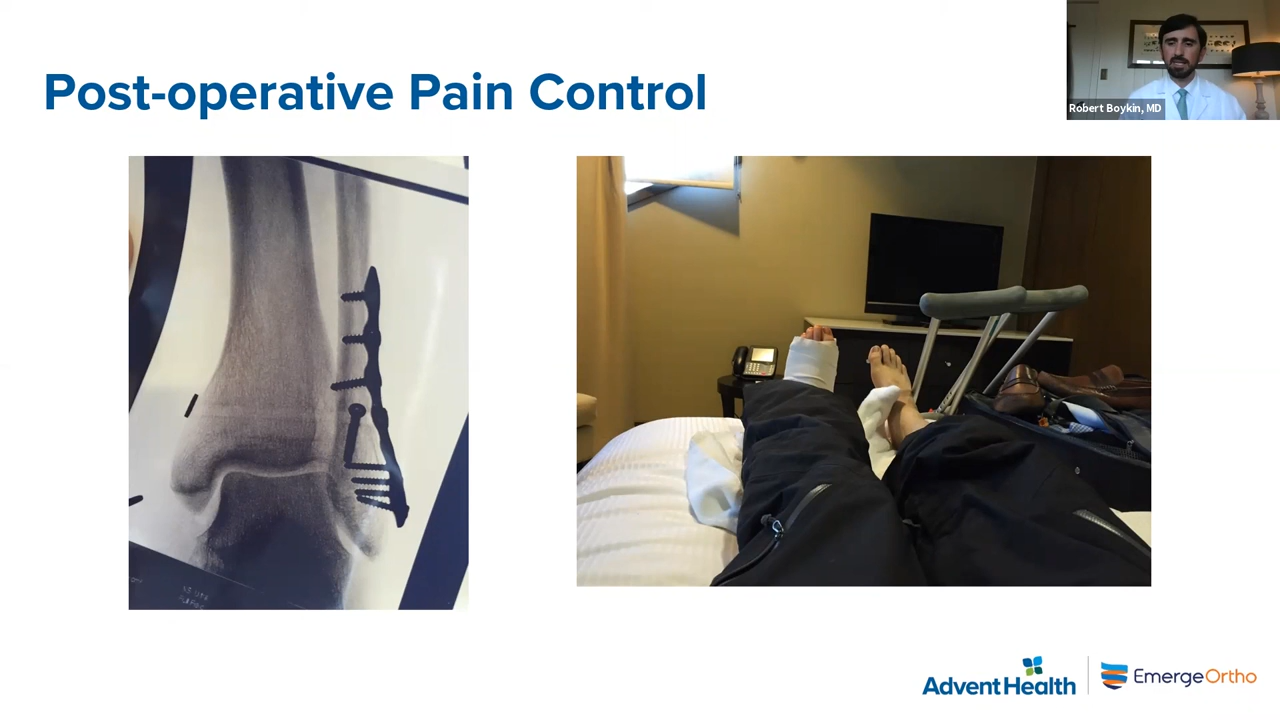 Post-operative Pain Control
Robert Boykin, MD
AdventHealth
EmergeOrtho